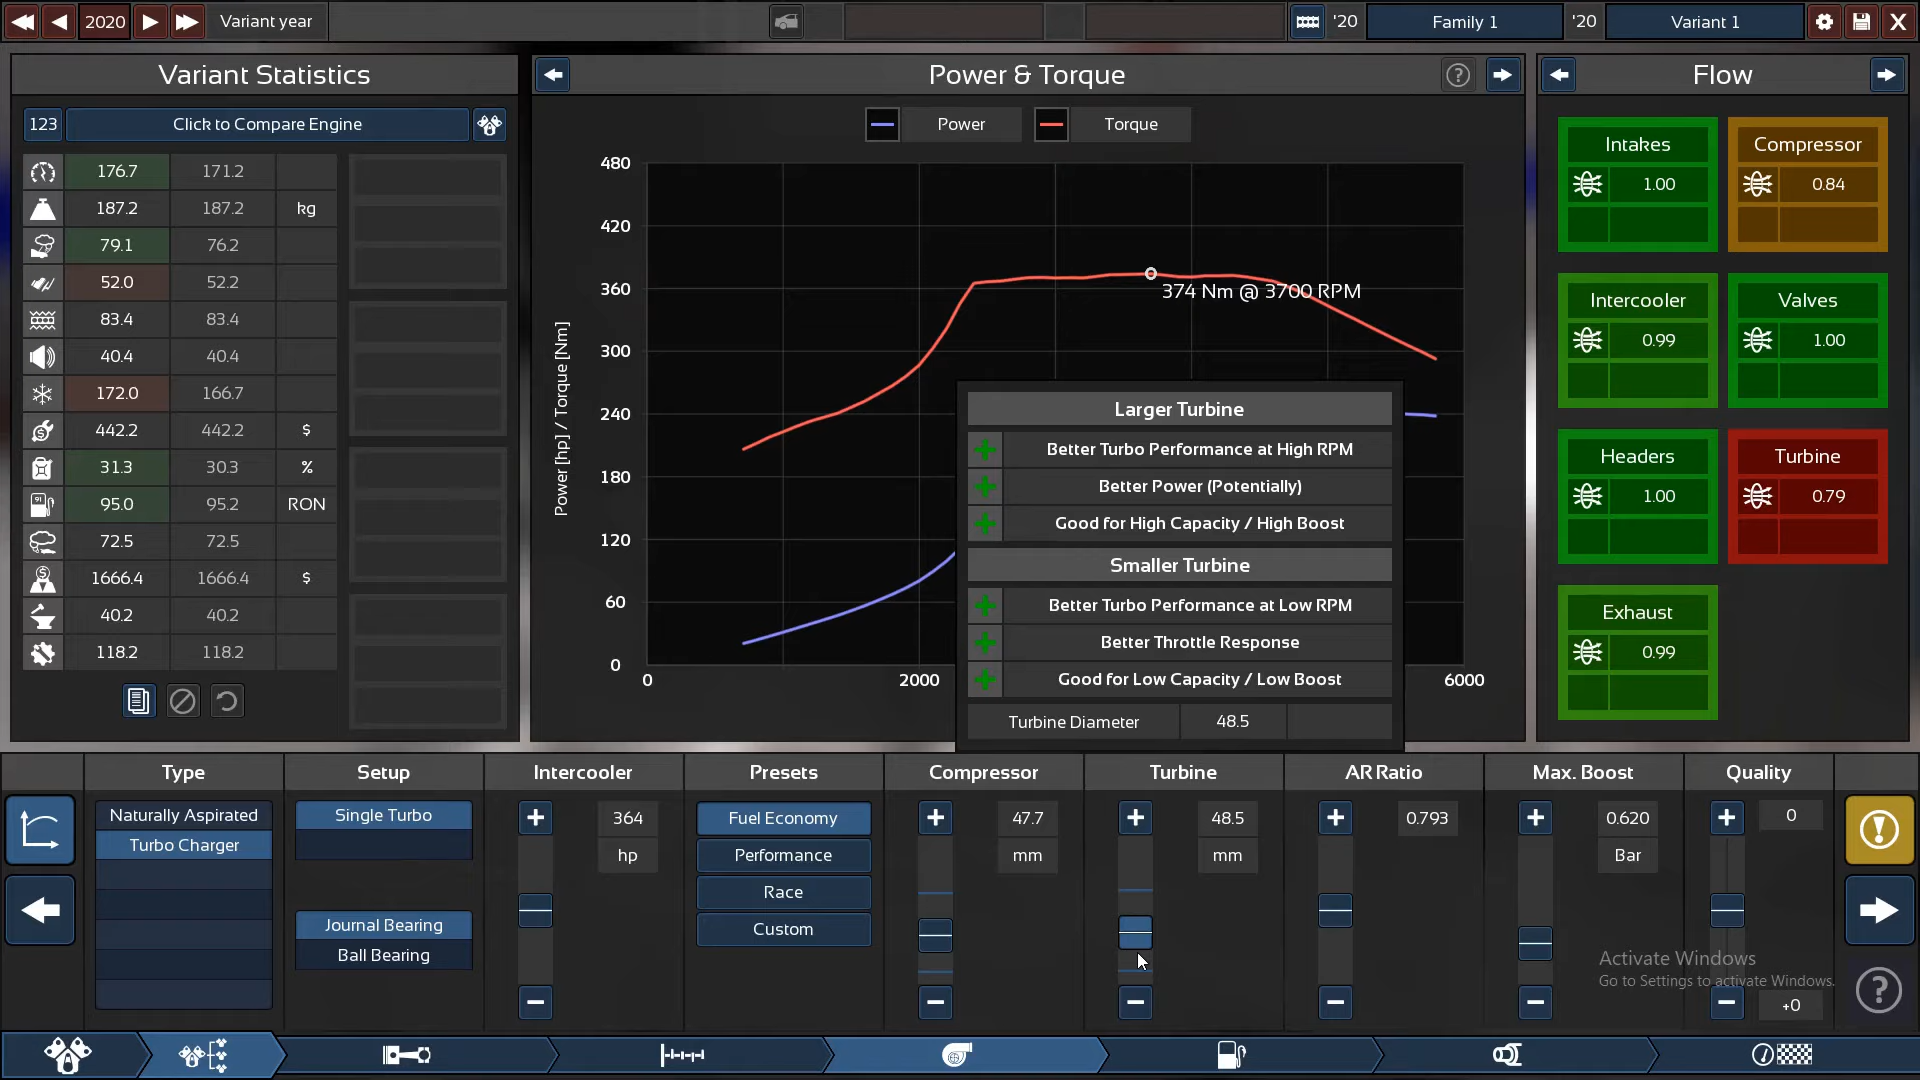 2020
Variant year
'20
Family 1
'20
Variant 1
X
Variant Statistics
123
Click to Compare Engine
176.7 171.2
187.2 187.2 kg
79.1 76.2
52.0 52.2
83.4 83.4
40.4 40.4
172.0 166.7
442.2 442.2 $
31.3 30.3 %
95.0 95.2 RON
72.5 72.5
1666.4 1666.4 $
40.2 40.2
118.2 118.2
Power & Torque
?
Power
Torque
480
420
360
300
240
180
120
60
0
Power [hp] / Torque [Nm]
0
2000
6000
374 Nm @ 3700 RPM
Larger Turbine
Better Turbo Performance at High RPM
Better Power (Potentially)
Good for High Capacity / High Boost
Smaller Turbine
Better Turbo Performance at Low RPM
Better Throttle Response
Good for Low Capacity / Low Boost
Turbine Diameter 48.5
Flow
Intakes
1.00
Compressor
0.84
Intercooler
0.99
Valves
1.00
Headers
1.00
Turbine
0.79
Exhaust
0.99
Type
Naturally Aspirated
Turbo Charger
Setup
Single Turbo
Journal Bearing
Ball Bearing
Intercooler
364
hp
Presets
Fuel Economy
Performance
Race
Custom
Compressor
47.7
mm
Turbine
48.5
mm
AR Ratio
0.793
Max. Boost
0.620
Bar
Quality
0
+0
Activate Windows
Go to Settings to activate Windows.
?